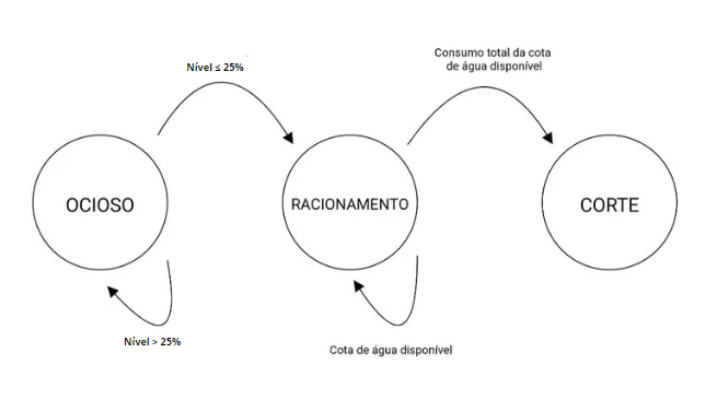 Nível ≤ 25%
Consumo total da cota
de água disponível
OCIOSO
RACIONAMENTO
CORTE
Nível > 25%
Cota de água disponível